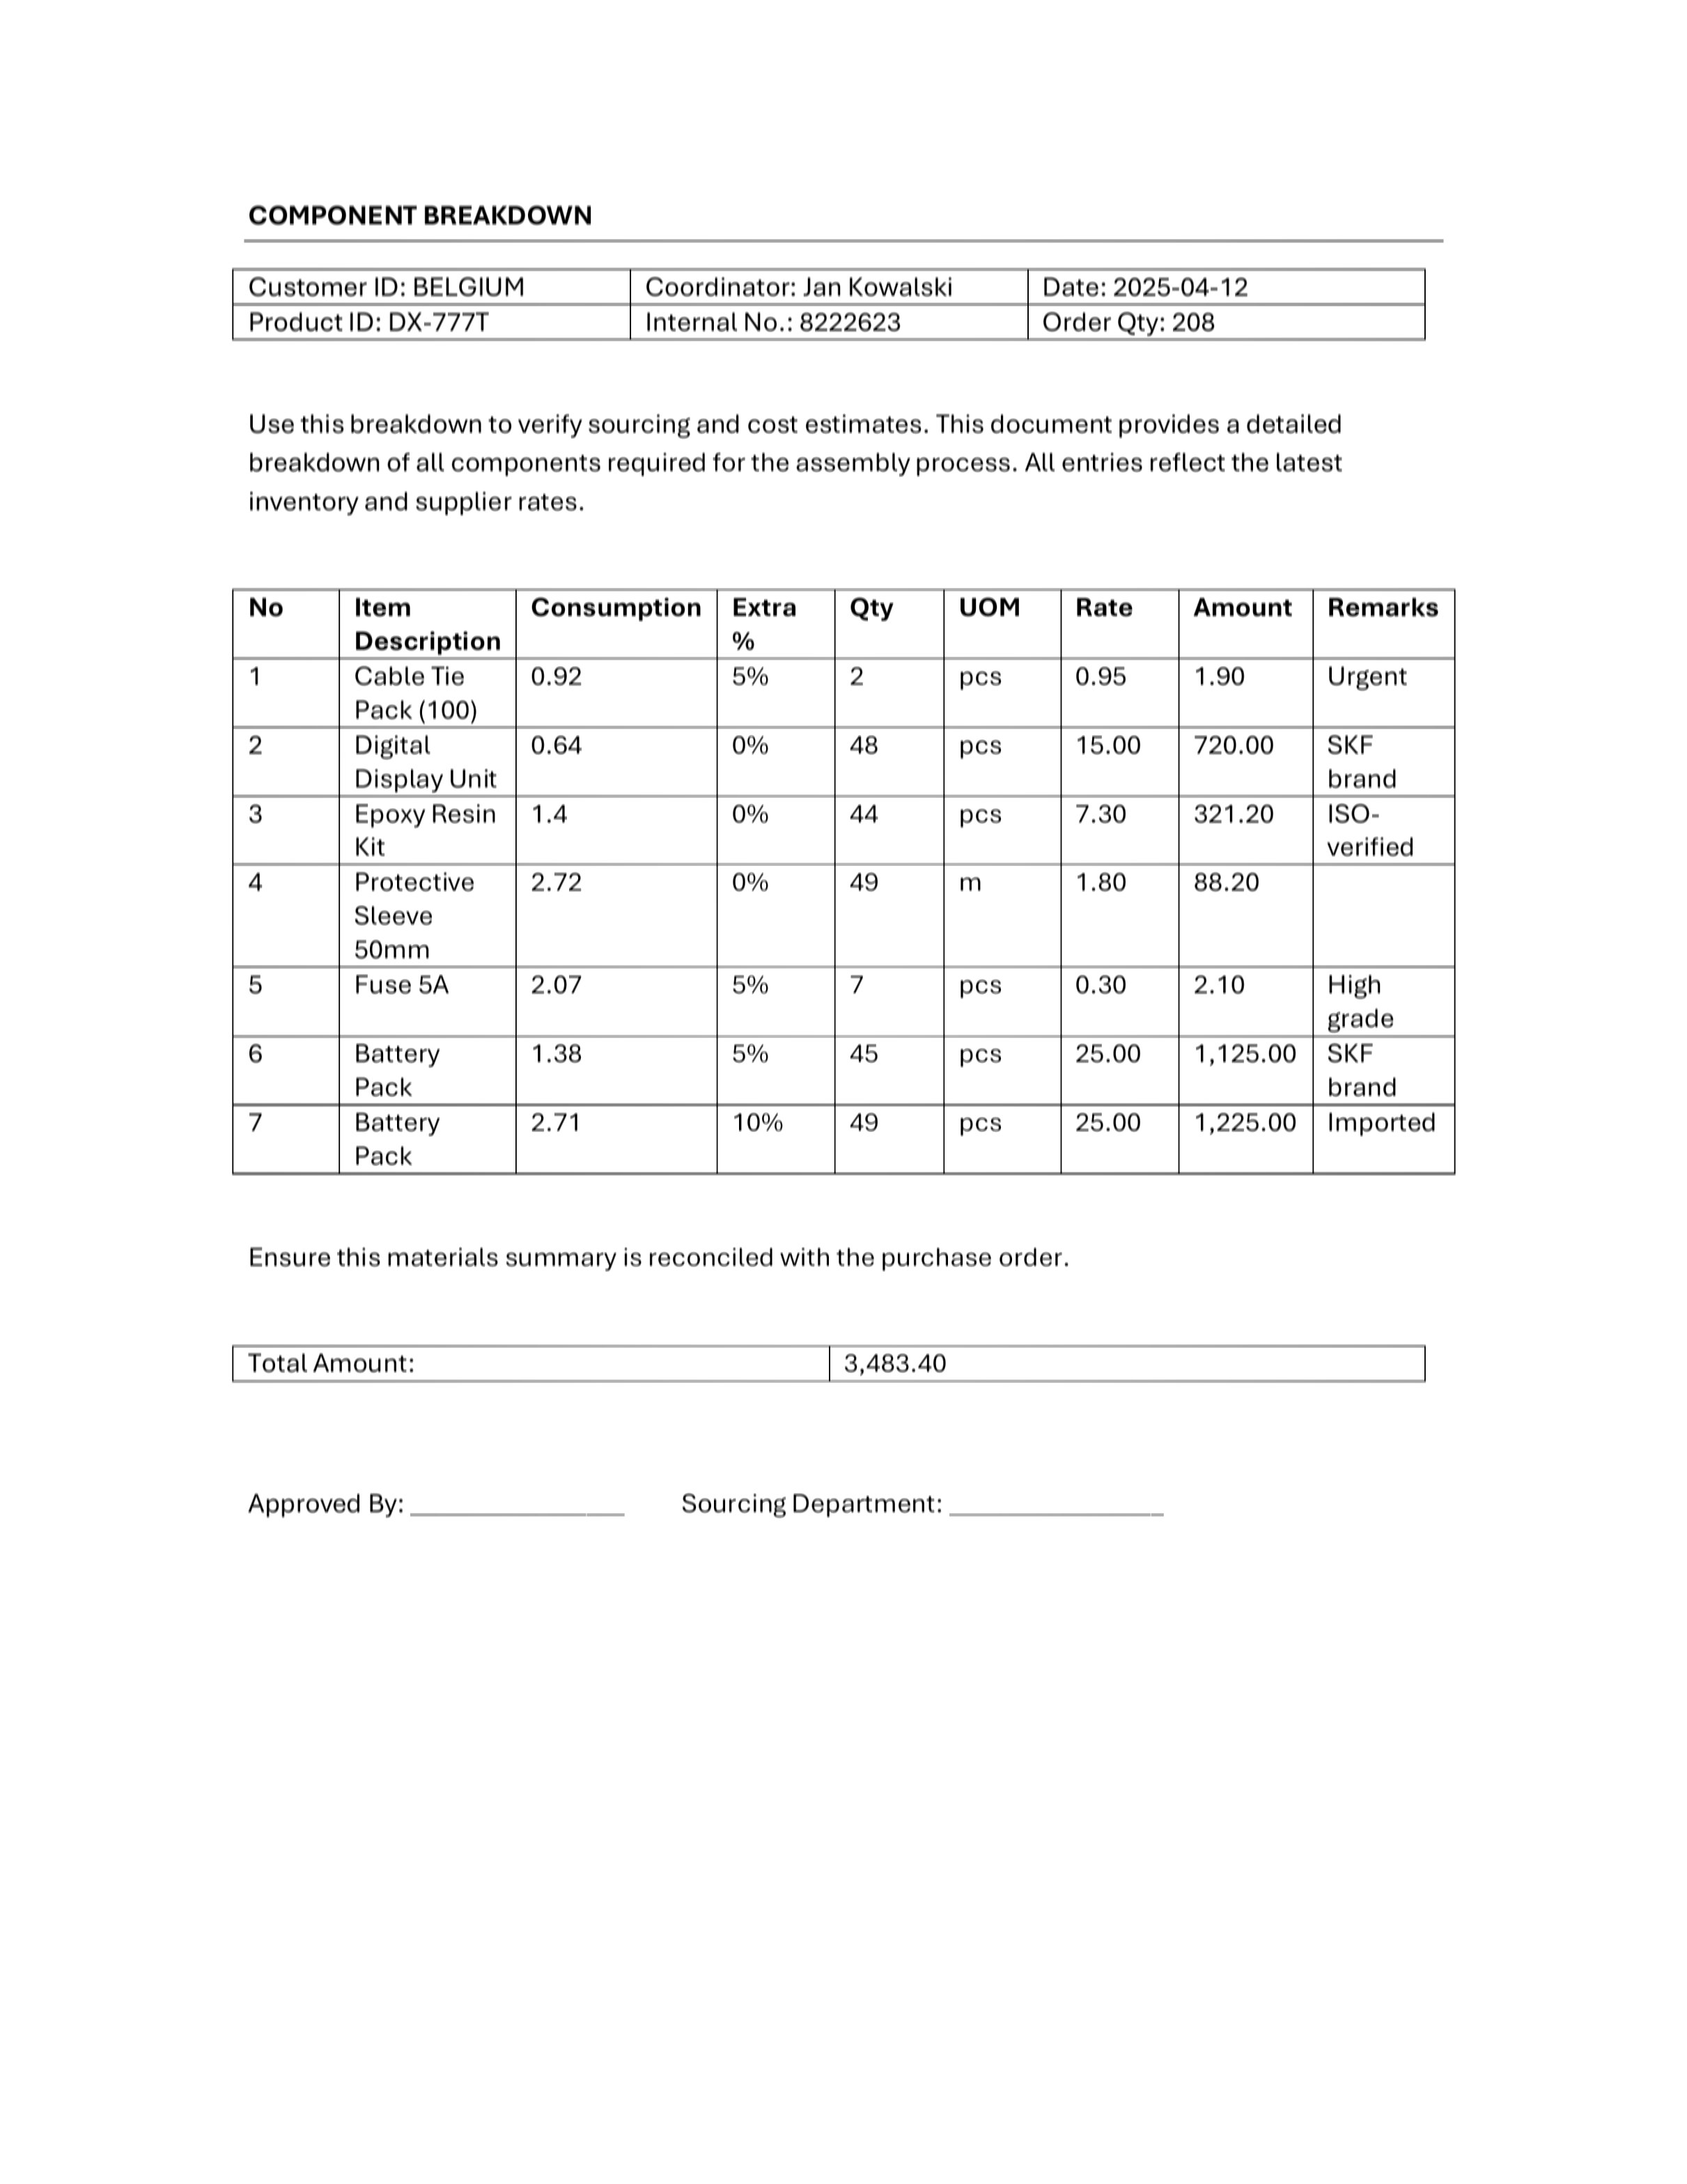 COMPONENT BREAKDOWN
Customer ID: BELGIUM Coordinator: Jan Kowalski Date: 2025-04-12
Product ID: DX-777T Internal No.: 8222623 Order Qty: 208
Use this breakdown to verify sourcing and cost estimates. This document provides a detailed
breakdown of all components required for the assembly process. All entries reflect the latest
inventory and supplier rates.
No Item Consumption Extra Qty UOM Rate Amount Remarks
Description %
1 Cable Tie 0.92 5% 2 pcs 0.95 1.90 Urgent
Pack (100)
2 Digital 0.64 0% 48 pcs 15.00 720.00 SKF
Display Unit brand
3 Epoxy Resin 1.4 0% 44 pcs 7.30 321.20 ISO-
Kit verified
4 Protective 2.72 0% 49 m 1.80 88.20
Sleeve
50mm
5 Fuse 5A 2.07 5% 7 pcs 0.30 2.10 High
grade
6 Battery 1.38 5% 45 pcs 25.00 1,125.00 SKF
Pack brand
7 Battery 2.71 10% 49 pcs 25.00 1,225.00 Imported
Pack
Ensure this materials summary is reconciled with the purchase order.
Total Amount: 3,483.40
Approved By: ________________ Sourcing Department: ________________